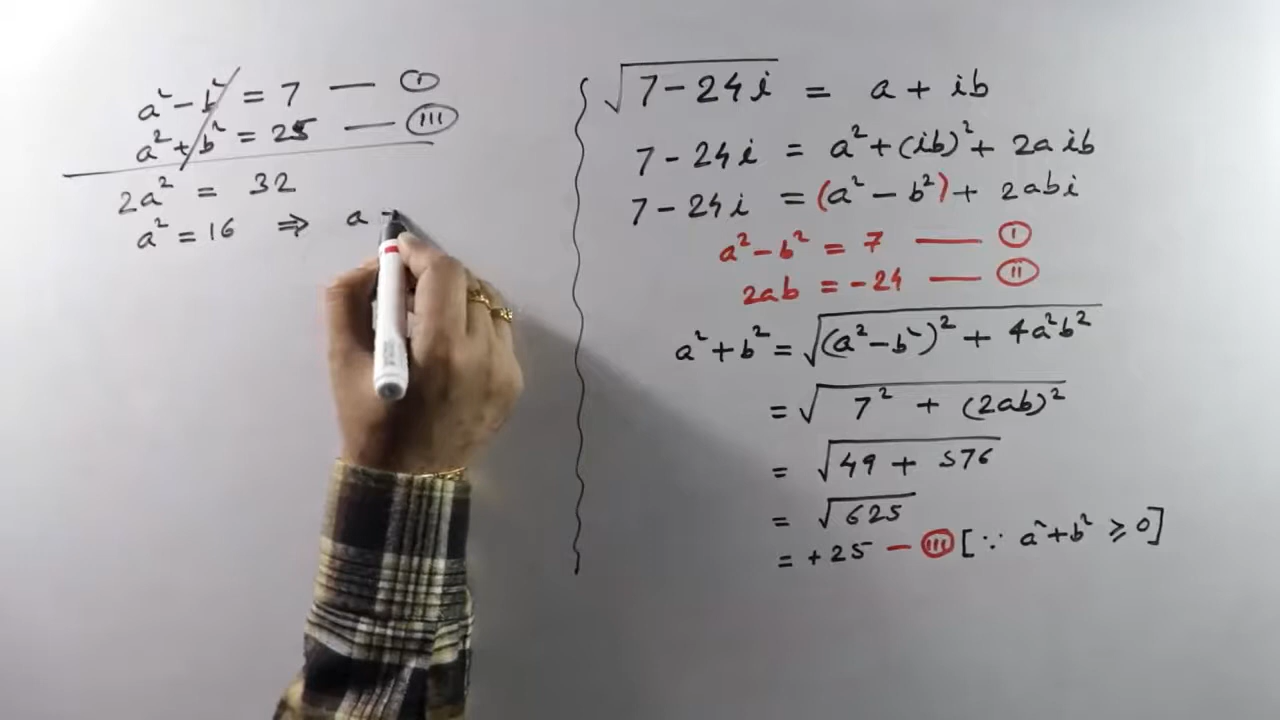 a² - b² = 7 — (I)
a² + b² = 25 — (III)
2a² = 32
a² = 16 ⇒ a =
√(7 - 24i) = a + ib
7 - 24i = a² + (ib)² + 2a ib
7 - 24i = (a² - b²) + 2abi
a² - b² = 7 — (I)
2ab = -24 — (II)
a² + b² = √((a² - b²)² + 4a²b²)
= √(7² + (2ab)²)
= √(49 + 576)
= √625
= +25 — (III) [∵ a² + b² ≥ 0]